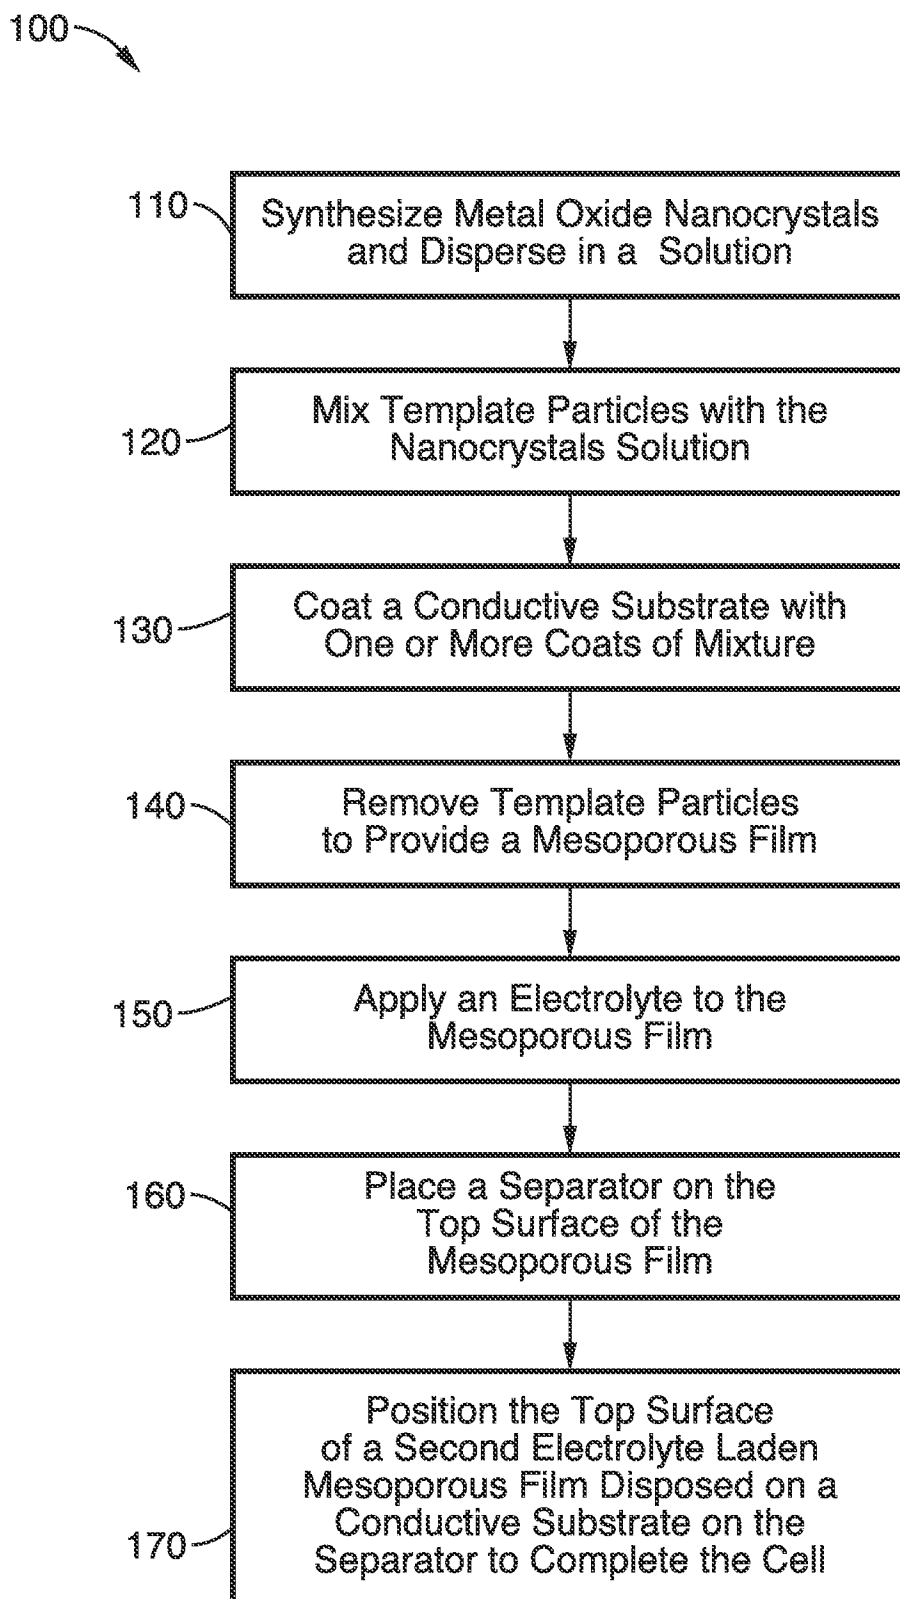 100
110
Synthesize Metal Oxide Nanocrystals
and Disperse in a Solution
120
Mix Template Particles with the
Nanocrystals Solution
130
Coat a Conductive Substrate with
One or More Coats of Mixture
140
Remove Template Particles
to Provide a Mesoporous Film
150
Apply an Electrolyte to the
Mesoporous Film
160
Place a Separator on the
Top Surface of the
Mesoporous Film
170
Position the Top Surface
of a Second Electrolyte Laden
Mesoporous Film Disposed on a
Conductive Substrate on the
Separator to Complete the Cell